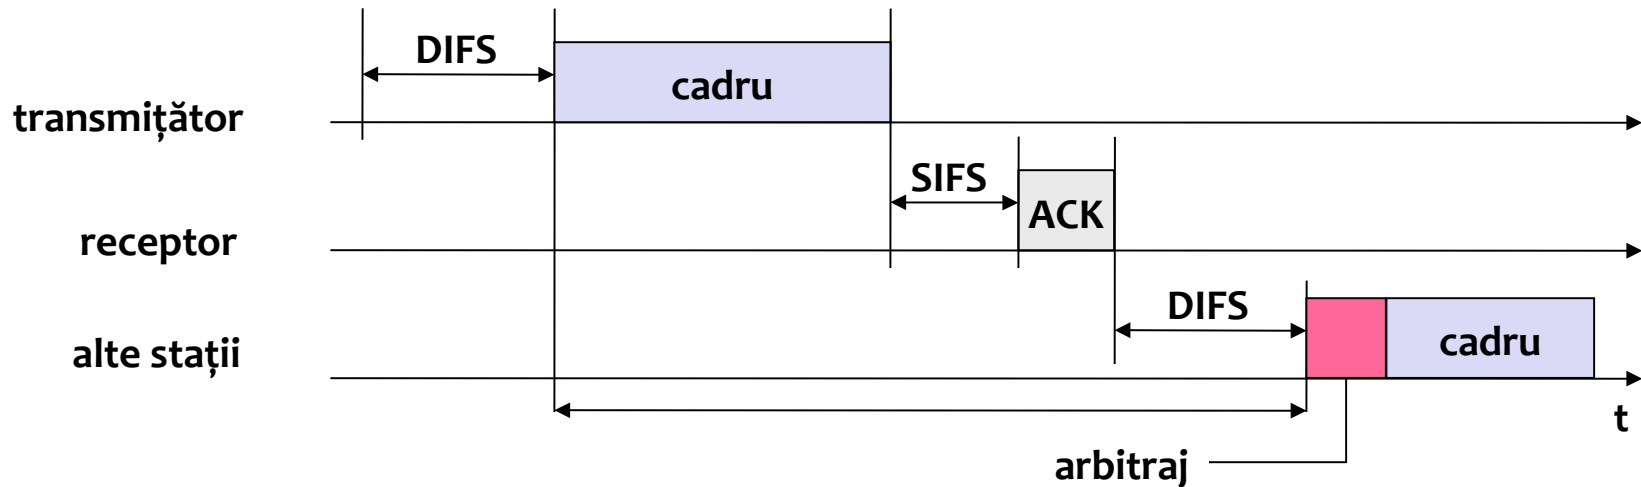 DIFS
cadru
transmițător
SIFS
ACK
receptor
DIFS
cadru
alte stații
t
arbitraj